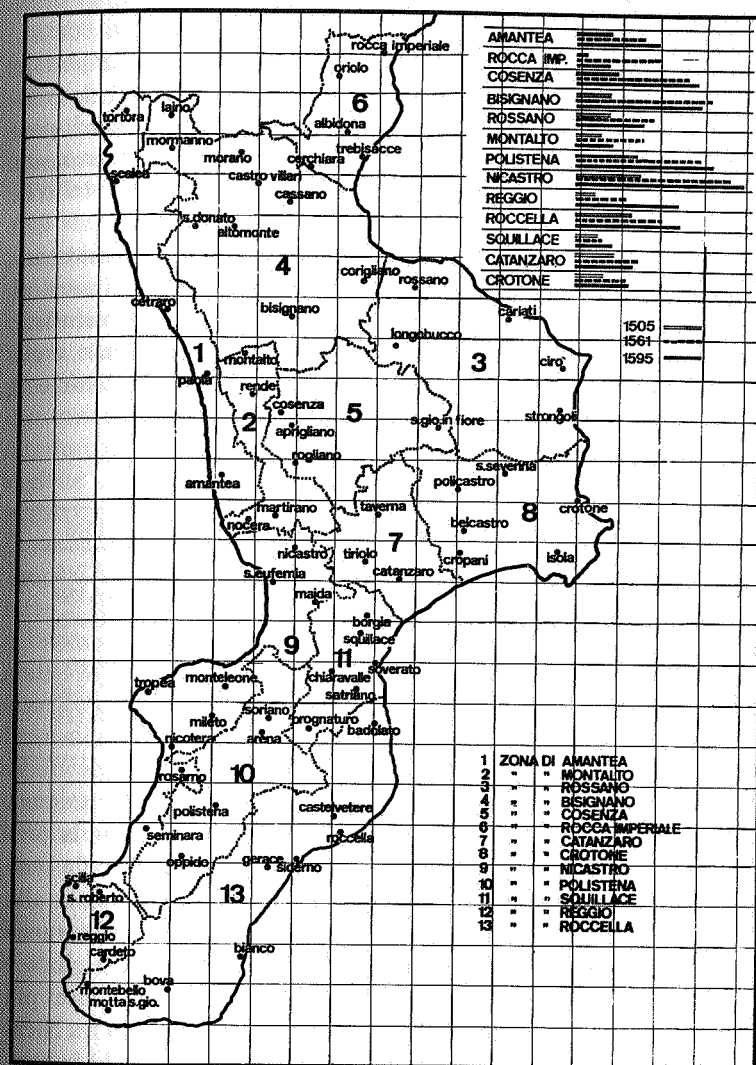 AMANTEA
ROCCA IMP.
COSENZA
BISIGNANO
ROSSANO
MONTALTO
POLISTENA
NICASTRO
REGGIO
ROCCELLA
SQUILLACE
CATANZARO
CROTONE
1505
1561
1595
rocca imperiale
oriolo
6
albidona
trebisacce
tortora
laino
mormanno
morano
cerchiara
scalea
castro villari
cassano
s.donato
altomonte
4
corigliano
rossano
cetraro
bisignano
cariati
longobucco
1
montalto
3
ciro'
paola
rende
2
cosenza
5
aprigliano
s.gio.in fiore
strongoli
rogliano
s.severina
amantea
policastro
martirano
taverna
8
crotone
nocera
belcastro
nicastro
tiriolo
7
cropani
isola
s.eufemia
catanzaro
maida
borgia
squillace
9
11
soverato
tropea
monteleone
chiaravalle
satriano
soriano
mileto
prognaturo
badolato
nicotera
arena
rosarno
10
polistena
castelvetere
seminara
roccella
oppido
gerace
siderno
scilla
s. roberto
13
12
reggio
cardeto
bianco
montebello
bova
motta s.gio.
1 ZONA DI AMANTEA
2 " " MONTALTO
3 " " ROSSANO
4 " " BISIGNANO
5 " " COSENZA
6 " " ROCCA IMPERIALE
7 " " CATANZARO
8 " " CROTONE
9 " " NICASTRO
10 " " POLISTENA
11 " " SQUILLACE
12 " " REGGIO
13 " " ROCCELLA